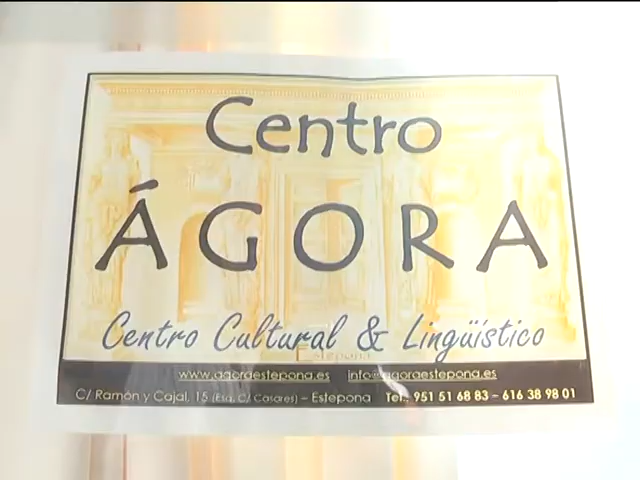 Centro
ÁGORA
Centro Cultural & Lingüístico
Estepona
www.agoraestepona.es info@agoraestepona.es
C/ Ramón y Cajal, 15 (Esq. C/ Casares) – Estepona Tel.: 951 51 68 83 – 616 38 98 01